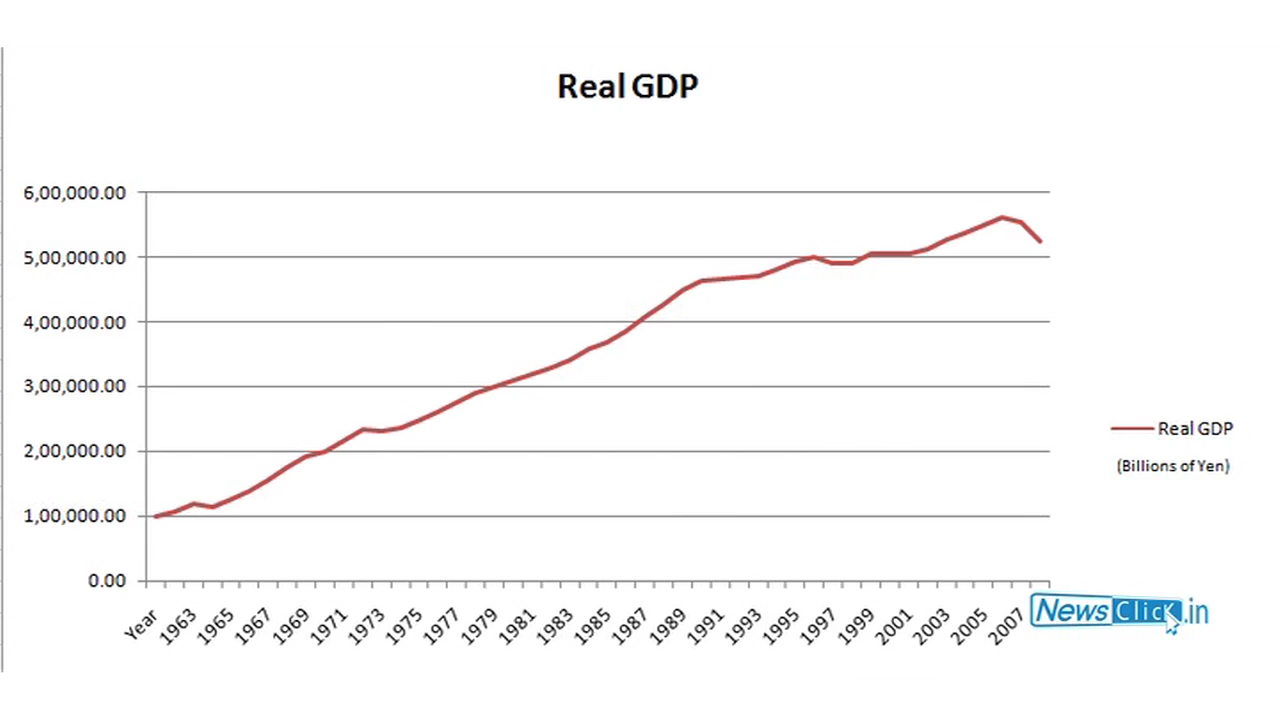 Real GDP
6,00,000.00
5,00,000.00
4,00,000.00
3,00,000.00
2,00,000.00
1,00,000.00
0.00
Year 1963 1965 1967 1969 1971 1973 1975 1977 1979 1981 1983 1985 1987 1989 1991 1993 1995 1997 1999 2001 2003 2005 2007
Real GDP
(Billions of Yen)
NewsClick.in